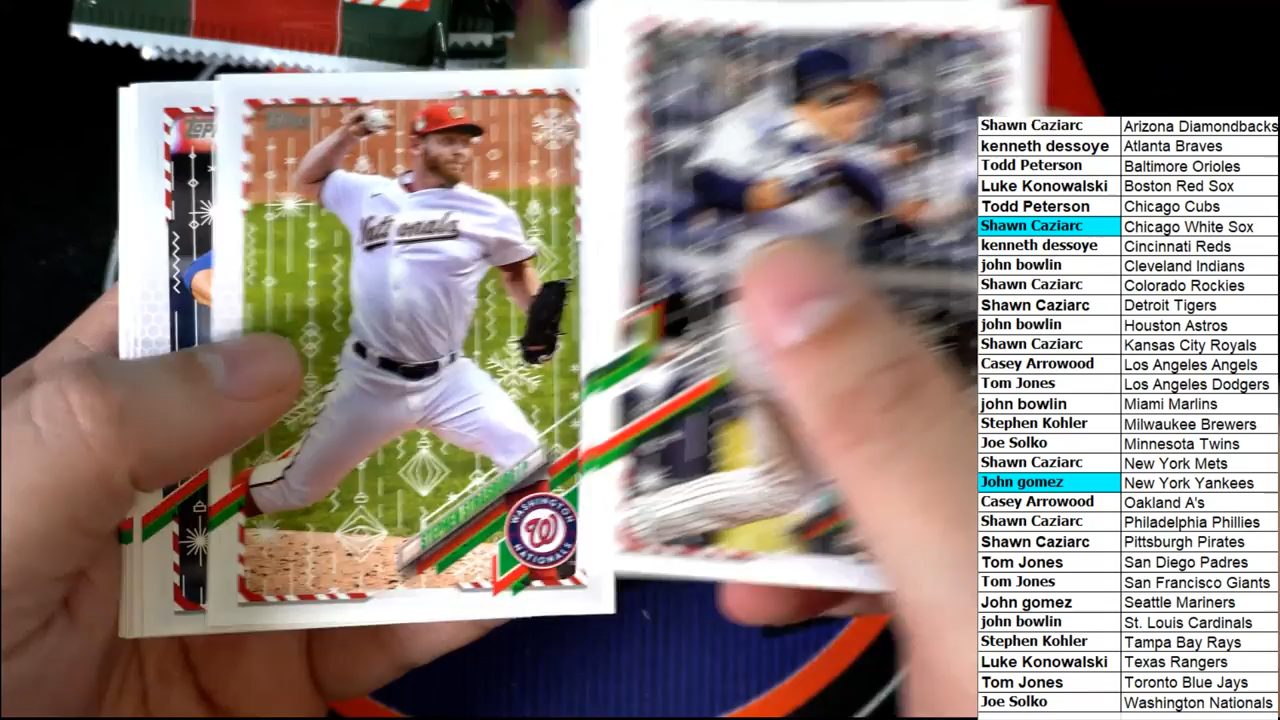 Shawn Caziarc Arizona Diamondbacks
kenneth dessoye Atlanta Braves
Todd Peterson Baltimore Orioles
Luke Konowalski Boston Red Sox
Todd Peterson Chicago Cubs
Shawn Caziarc Chicago White Sox
kenneth dessoye Cincinnati Reds
john bowlin Cleveland Indians
Shawn Caziarc Colorado Rockies
Shawn Caziarc Detroit Tigers
john bowlin Houston Astros
Shawn Caziarc Kansas City Royals
Casey Arrowood Los Angeles Angels
Tom Jones Los Angeles Dodgers
john bowlin Miami Marlins
Stephen Kohler Milwaukee Brewers
Joe Solko Minnesota Twins
Shawn Caziarc New York Mets
John gomez New York Yankees
Casey Arrowood Oakland A's
Shawn Caziarc Philadelphia Phillies
Shawn Caziarc Pittsburgh Pirates
Tom Jones San Diego Padres
Tom Jones San Francisco Giants
John gomez Seattle Mariners
john bowlin St. Louis Cardinals
Stephen Kohler Tampa Bay Rays
Luke Konowalski Texas Rangers
Tom Jones Toronto Blue Jays
Joe Solko Washington Nationals
Nationals
STEPHEN STRASBURG
WASHINGTON
W
NATIONALS